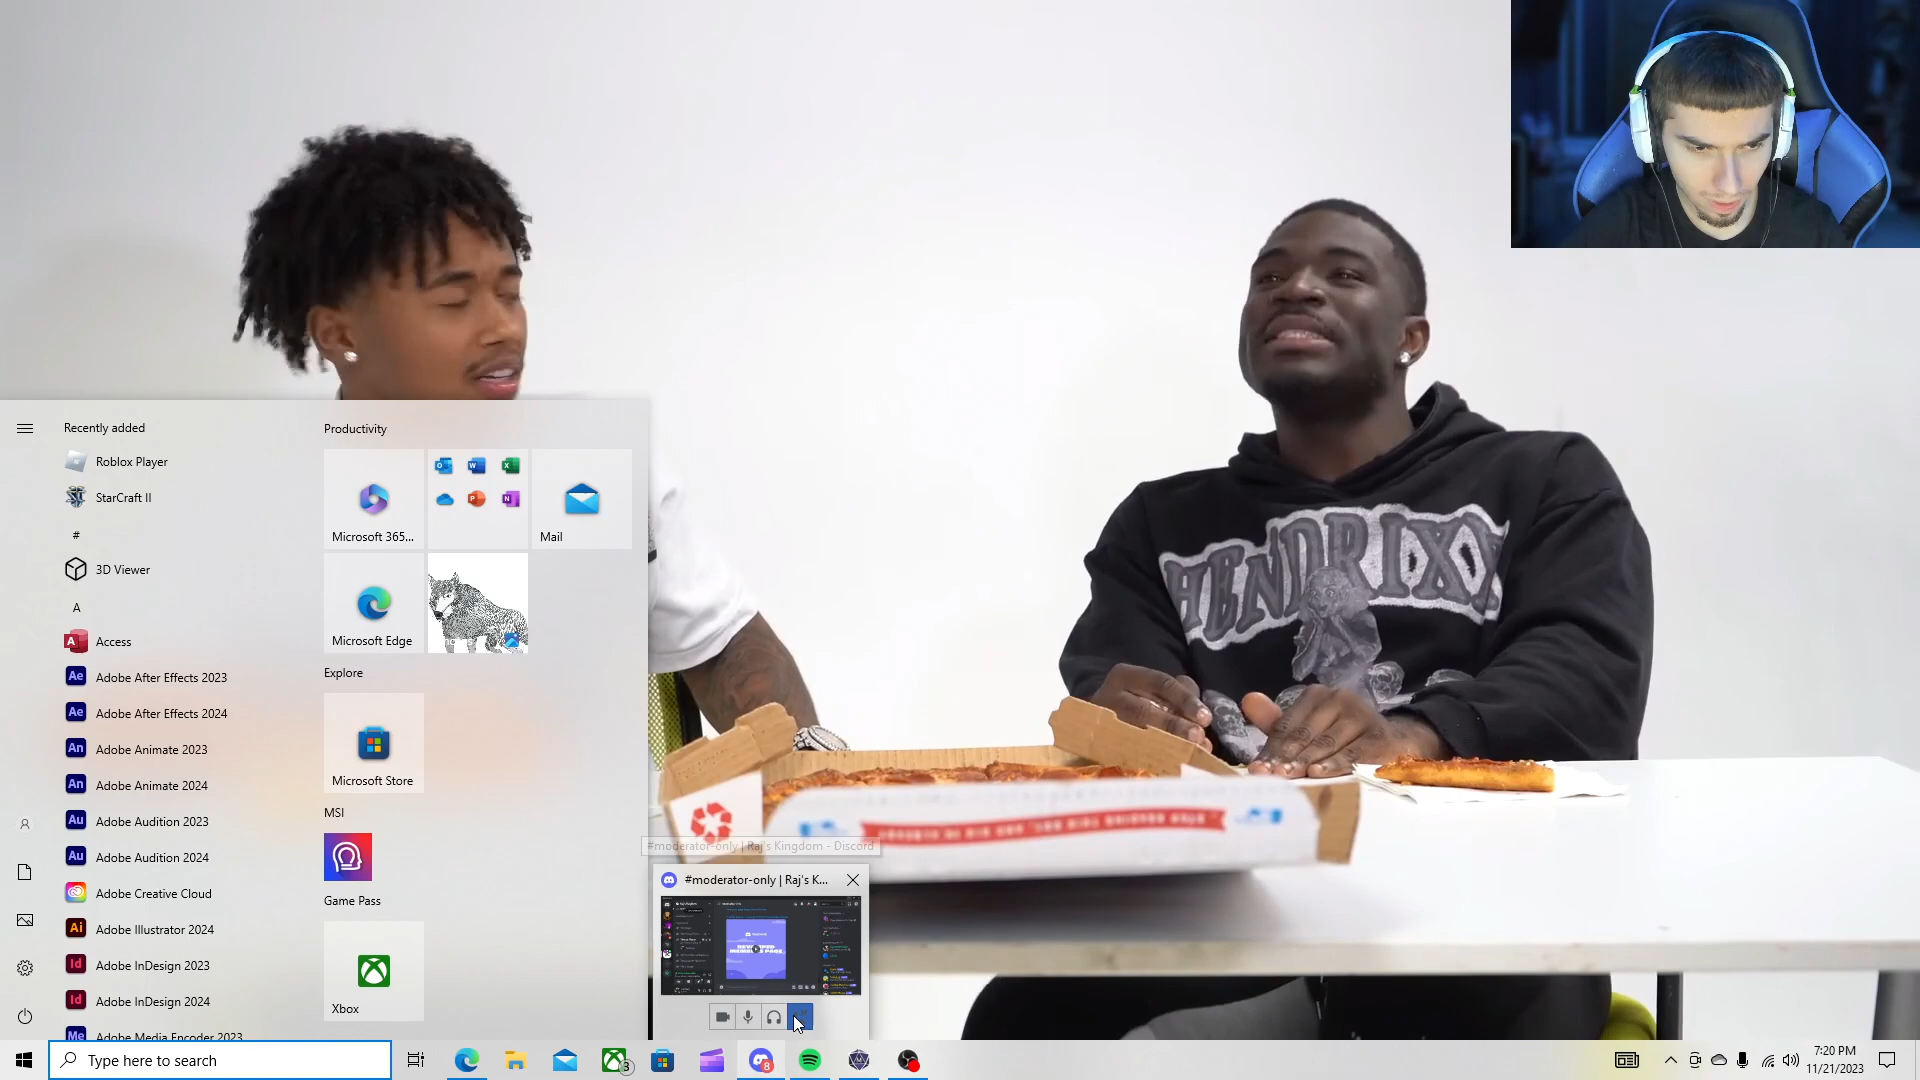 HENDRIXX
Recently added
Roblox Player
StarCraft II
#
3D Viewer
A
Access
Adobe After Effects 2023
Adobe After Effects 2024
Adobe Animate 2023
Adobe Animate 2024
Adobe Audition 2023
Adobe Audition 2024
Adobe Creative Cloud
Adobe Illustrator 2024
Adobe InDesign 2023
Adobe InDesign 2024
Adobe Media Encoder 2023
Productivity
Microsoft 365...
Mail
Microsoft Edge
Explore
Microsoft Store
MSI
Game Pass
Xbox
#moderator-only | Raj's Kingdom - Discord
#moderator-only | Raj's K...
Type here to search
3
8
7:20 PM
11/21/2023